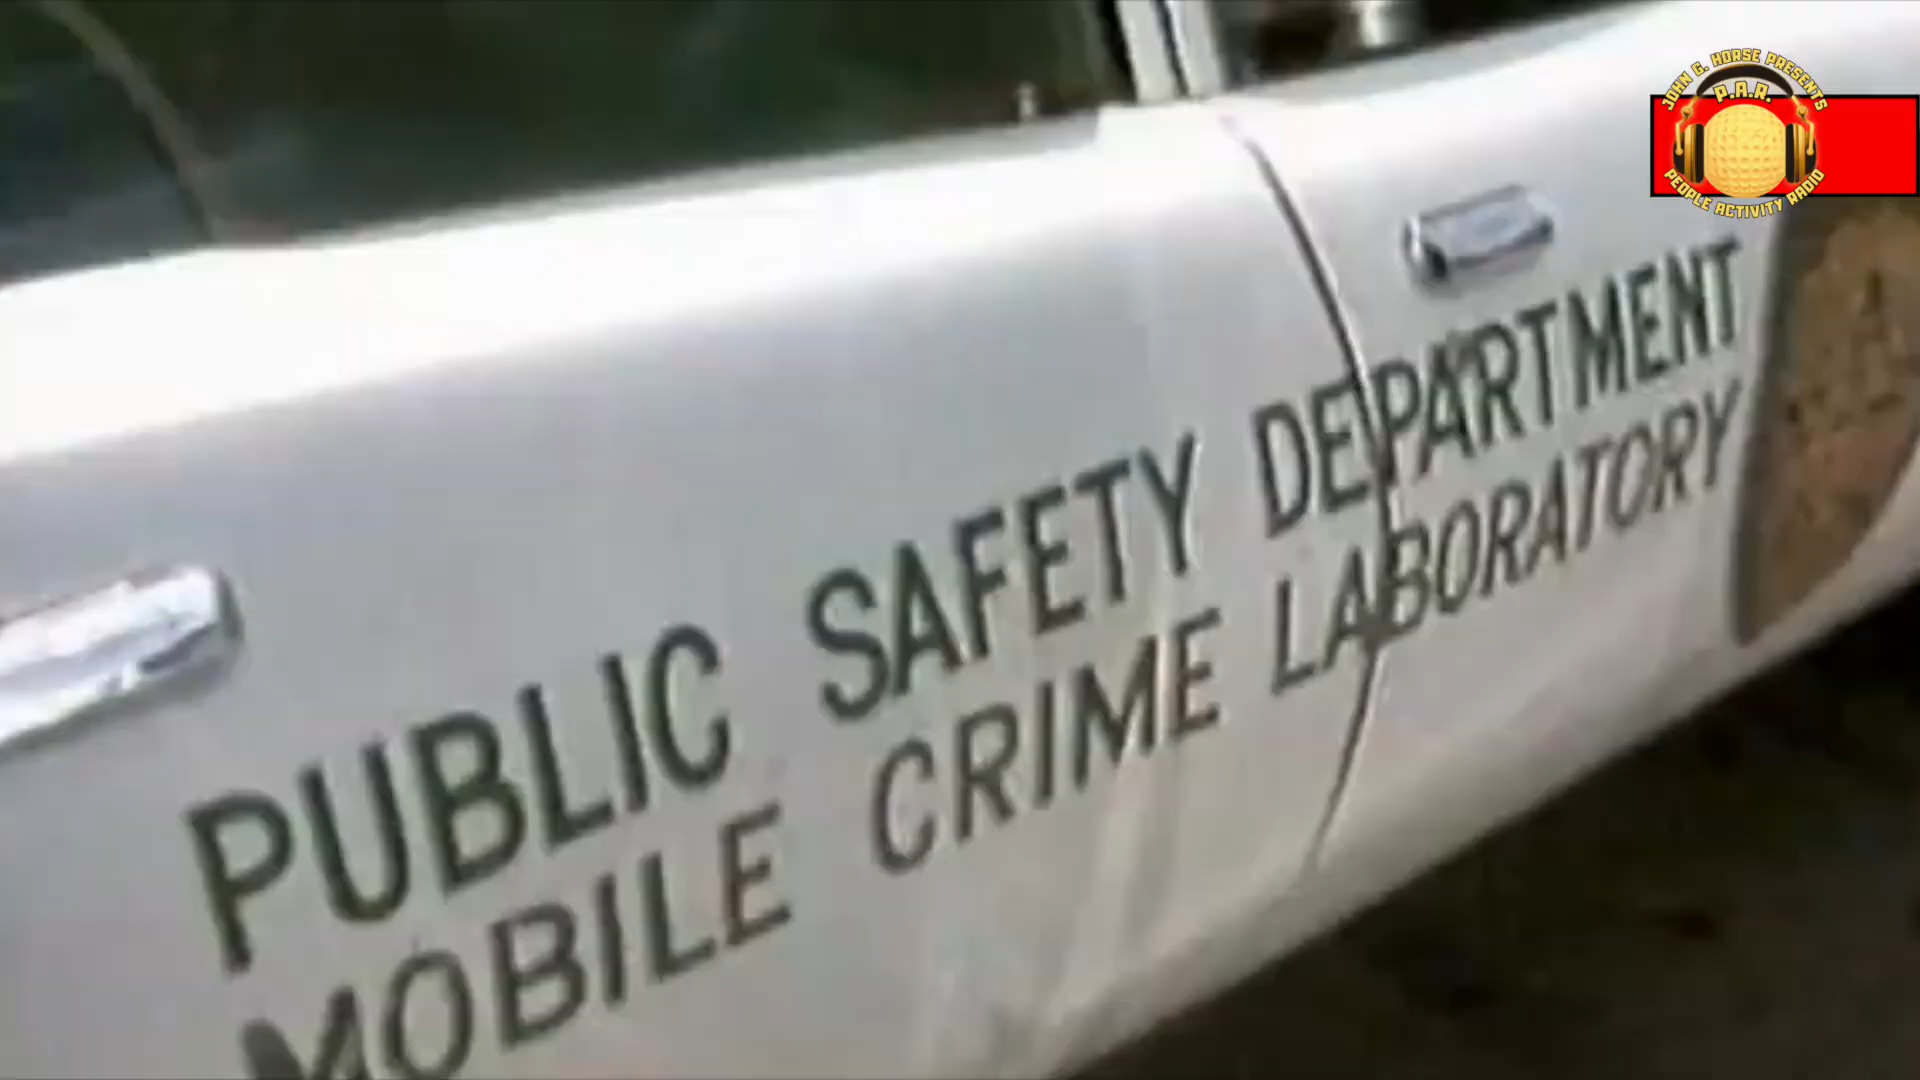 JOHN G. HORSE PRESENTS
P.A.R.
PEOPLE ACTIVITY RADIO
PUBLIC SAFETY DEPARTMENT
MOBILE CRIME LABORATORY